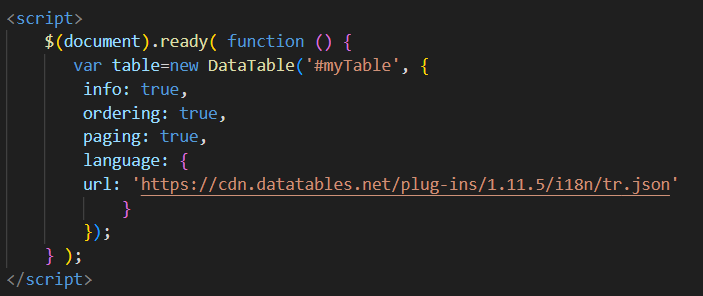 <script>
$(document).ready( function () {
var table=new DataTable('#myTable', {
info: true,
ordering: true,
paging: true,
language: {
url: 'https://cdn.datatables.net/plug-ins/1.11.5/i18n/tr.json'
}
});
} );
</script>